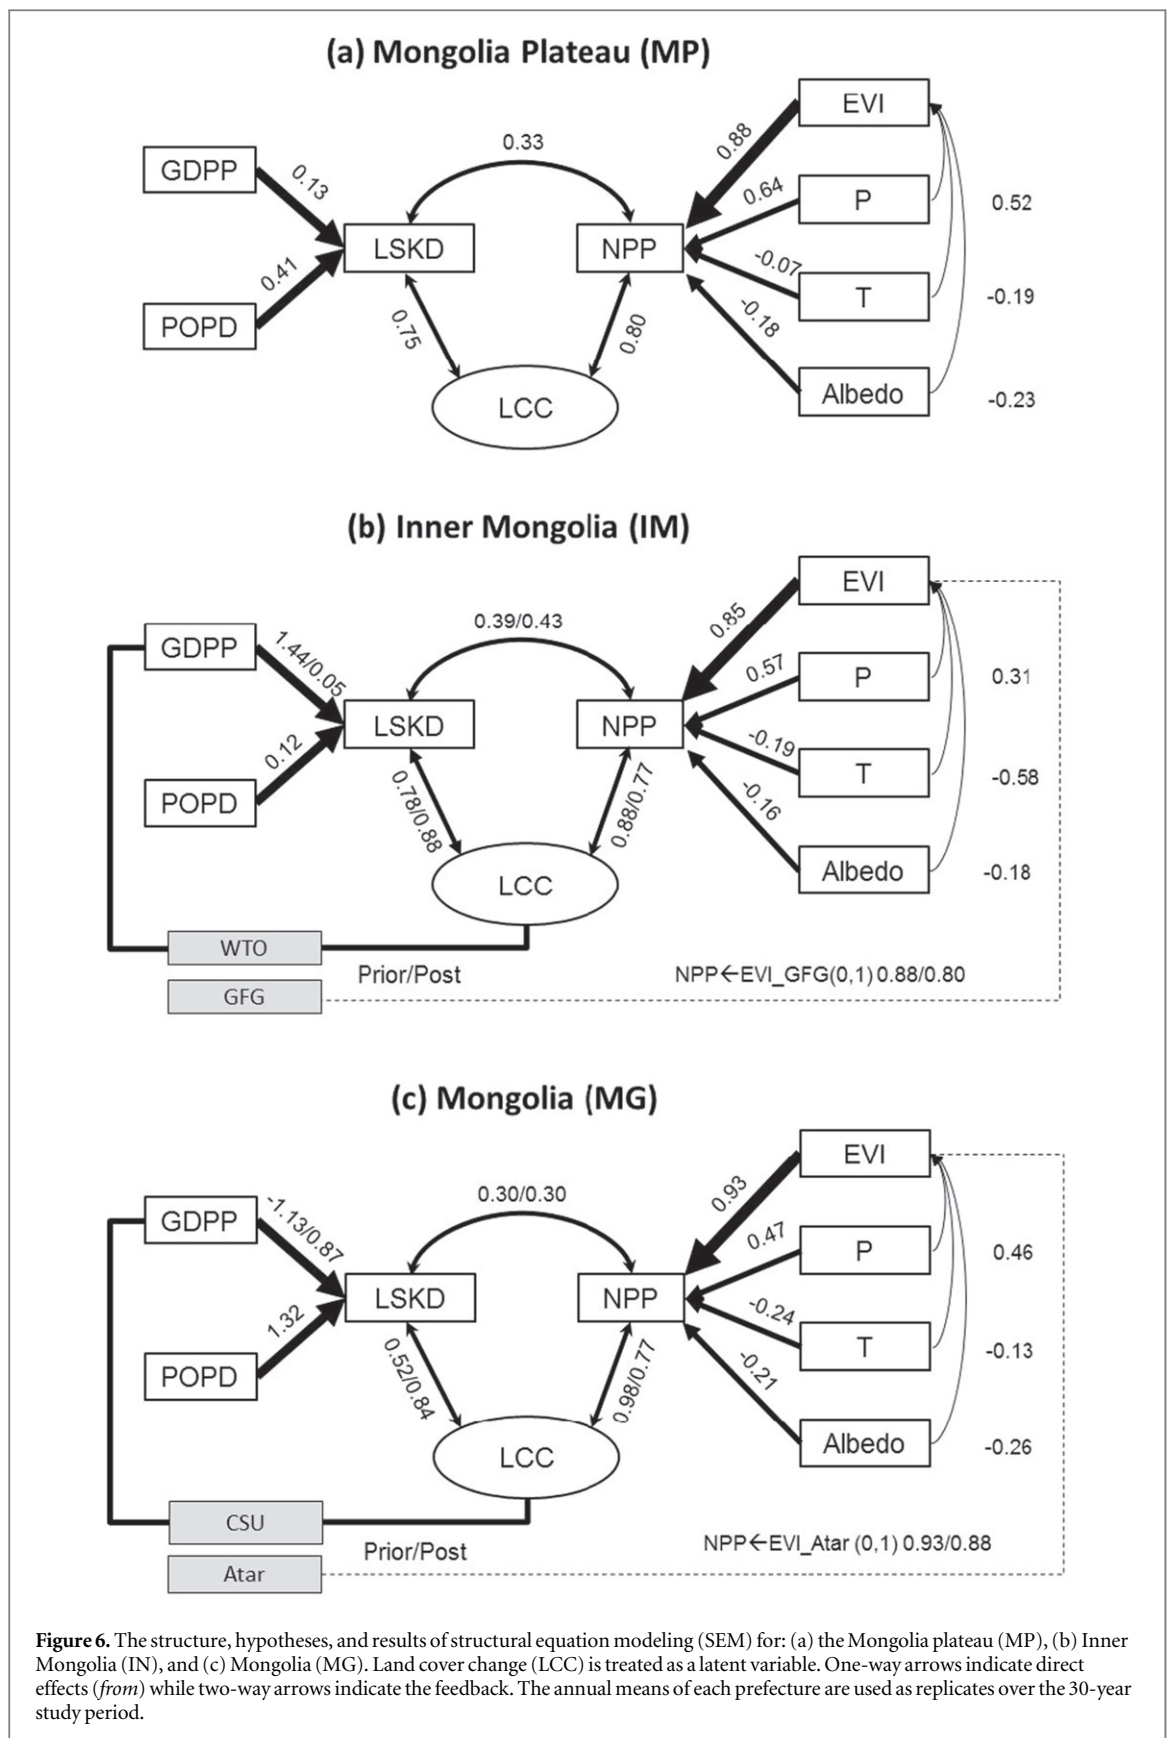 (a) Mongolia Plateau (MP)
EVI
0.88
0.33
GDPP
0.13
0.64
P
0.52
LSKD
NPP
-0.07
0.41
T
-0.19
POPD
0.75
0.80
-0.18
Albedo
-0.23
LCC
(b) Inner Mongolia (IM)
EVI
0.85
0.39/0.43
GDPP
1.44/0.05
0.57
P
0.31
LSKD
NPP
-0.19
0.12
T
-0.58
POPD
0.78/0.88
0.88/0.77
-0.16
Albedo
-0.18
LCC
WTO
Prior/Post
NPP←EVI_GFG(0,1) 0.88/0.80
GFG
(c) Mongolia (MG)
EVI
0.93
0.30/0.30
GDPP
-1.13/0.87
0.47
P
0.46
LSKD
NPP
-0.24
1.32
T
-0.13
POPD
0.52/0.84
0.98/0.77
-0.21
Albedo
-0.26
LCC
CSU
Prior/Post
NPP←EVI_Atar (0,1) 0.93/0.88
Atar
Figure 6. The structure, hypotheses, and results of structural equation modeling (SEM) for: (a) the Mongolia plateau (MP), (b) Inner
Mongolia (IN), and (c) Mongolia (MG). Land cover change (LCC) is treated as a latent variable. One-way arrows indicate direct
effects (from) while two-way arrows indicate the feedback. The annual means of each prefecture are used as replicates over the 30-year
study period.